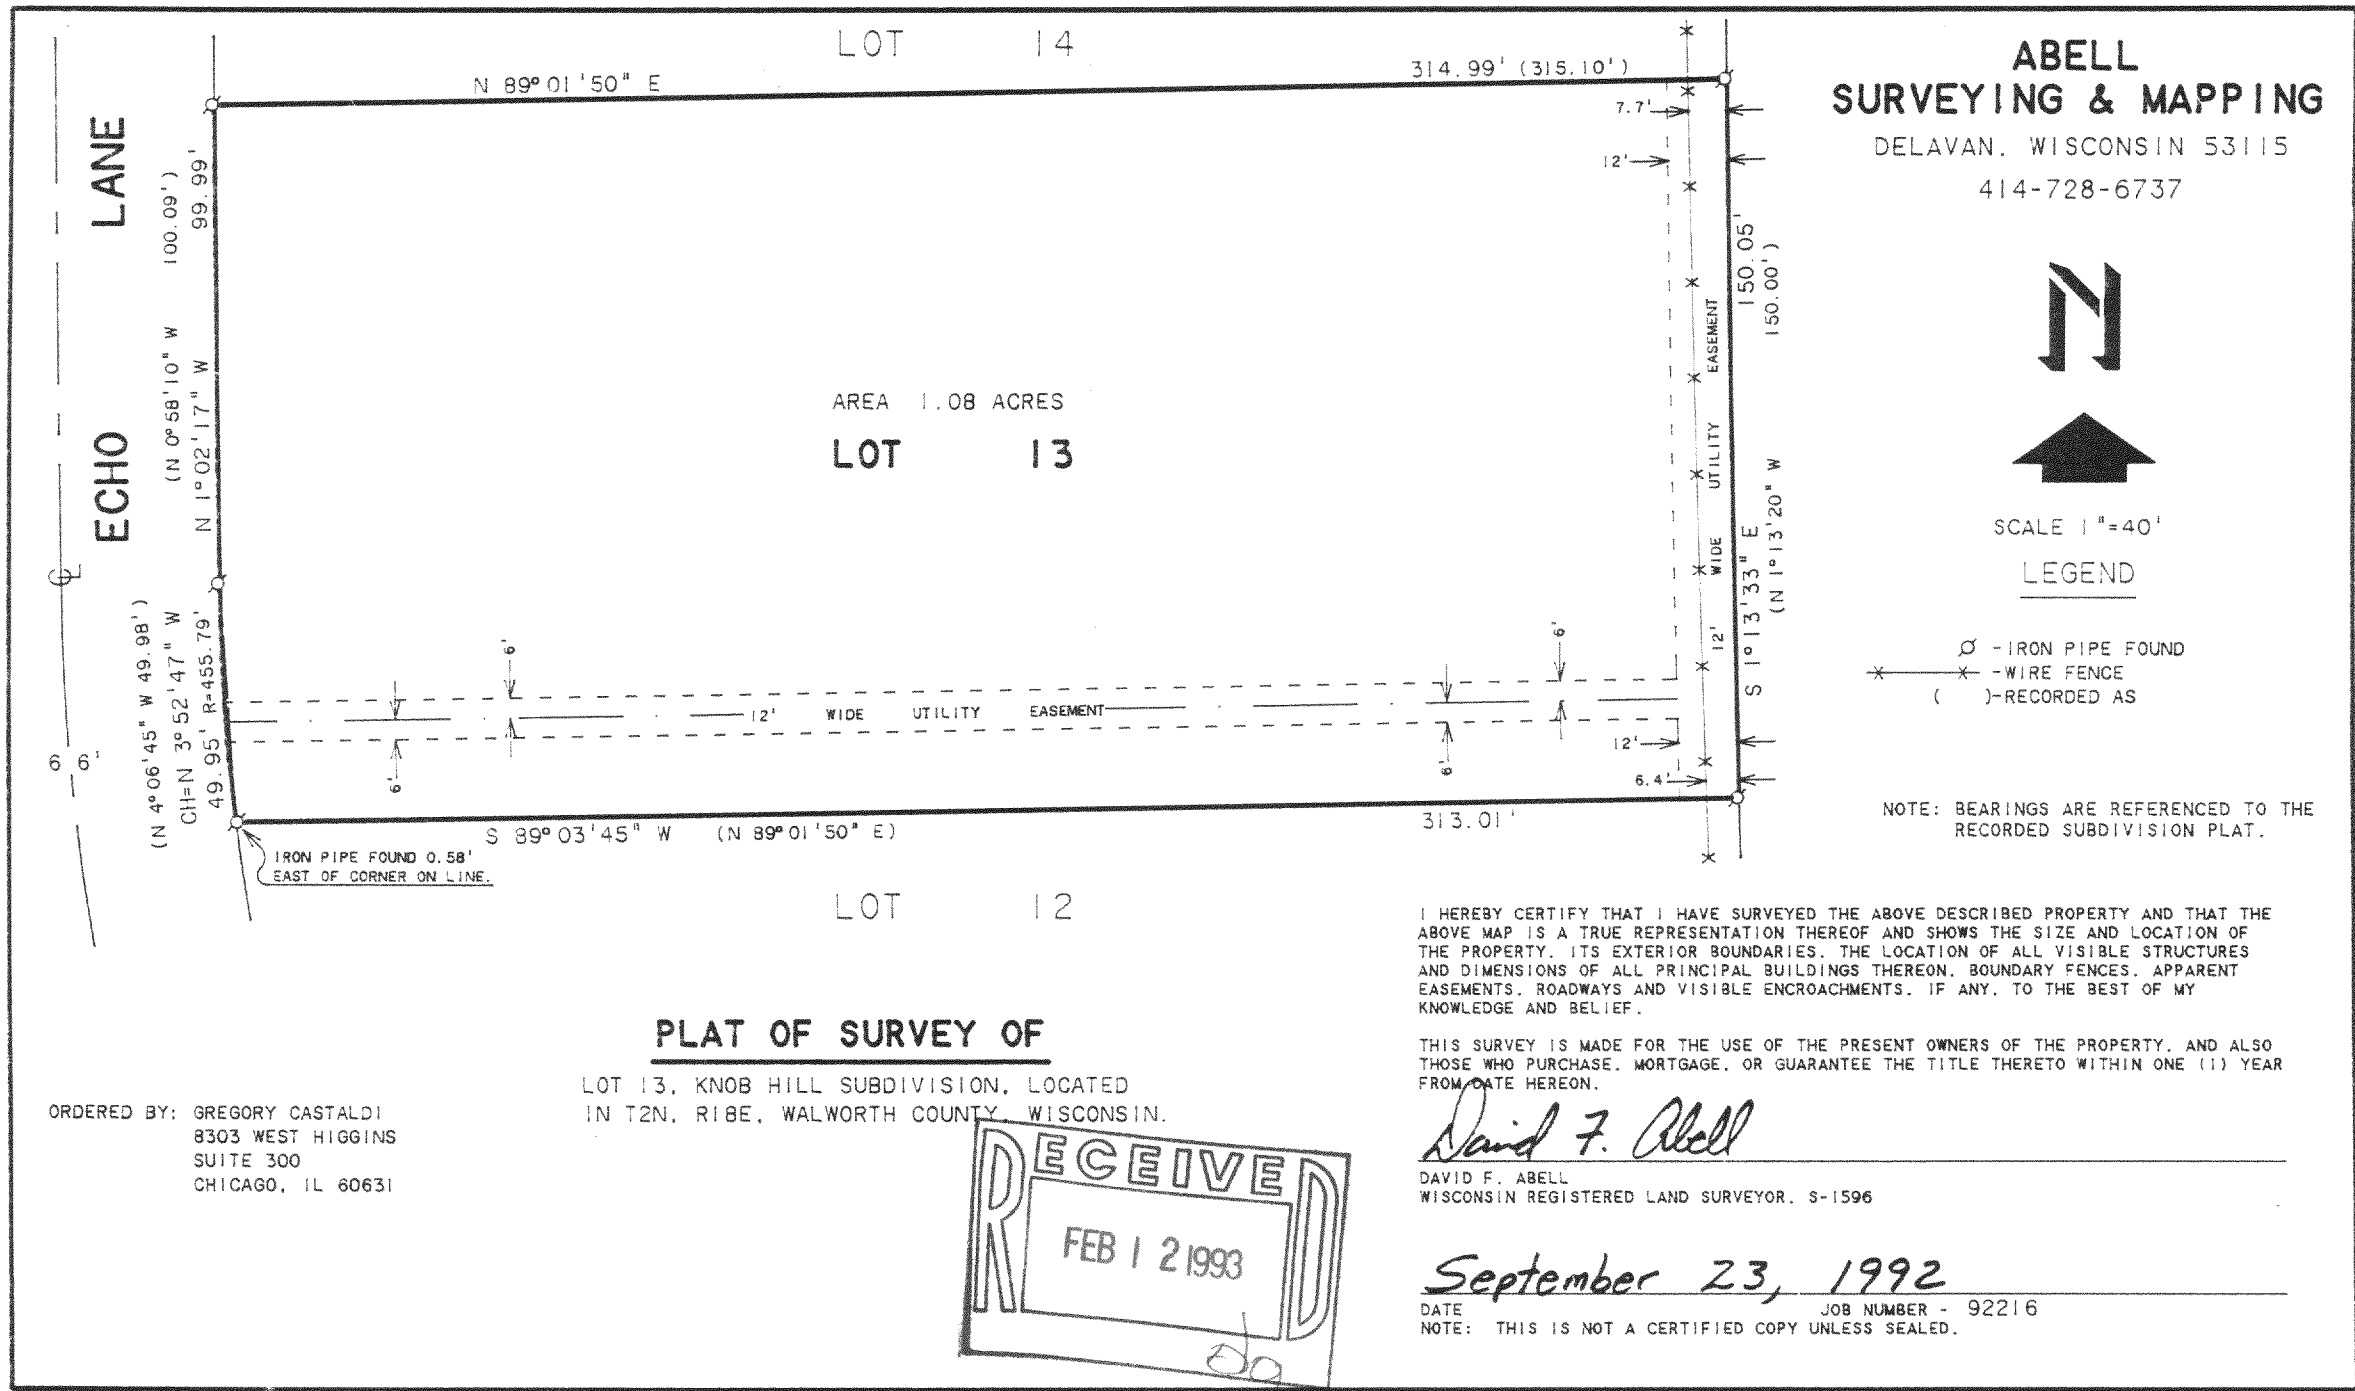 LOT 14
N 89°01'50" E
314.99' (315.10')
7.7'
12'
ECHO LANE
(N 0°58'10" W 100.09')
N 1°02'17" W 99.99'
AREA 1.08 ACRES
LOT 13
150.05'
150.00')
S 1°13'33" E
(N 1°13'20" W
12' WIDE UTILITY EASEMENT
(N 4°06'45" W 49.98')
CH=N 3°52'47" W
49.95' R=455.79'
66'
6'
6'
6'
6'
12' WIDE UTILITY EASEMENT
12'
6.4'
S 89°03'45" W (N 89°01'50" E)
313.01'
IRON PIPE FOUND 0.58'
EAST OF CORNER ON LINE.
LOT 12
ABELL
SURVEYING & MAPPING
DELAVAN, WISCONSIN 53115
414-728-6737
N
SCALE 1"=40'
LEGEND
-IRON PIPE FOUND
x x -WIRE FENCE
( )-RECORDED AS
NOTE: BEARINGS ARE REFERENCED TO THE
RECORDED SUBDIVISION PLAT.
PLAT OF SURVEY OF
LOT 13, KNOB HILL SUBDIVISION, LOCATED
IN T2N, R18E, WALWORTH COUNTY, WISCONSIN.
ORDERED BY: GREGORY CASTALDI
8303 WEST HIGGINS
SUITE 300
CHICAGO, IL 60631
RECEIVED
FEB 12 1993
I HEREBY CERTIFY THAT I HAVE SURVEYED THE ABOVE DESCRIBED PROPERTY AND THAT THE
ABOVE MAP IS A TRUE REPRESENTATION THEREOF AND SHOWS THE SIZE AND LOCATION OF
THE PROPERTY, ITS EXTERIOR BOUNDARIES, THE LOCATION OF ALL VISIBLE STRUCTURES
AND DIMENSIONS OF ALL PRINCIPAL BUILDINGS THEREON, BOUNDARY FENCES, APPARENT
EASEMENTS, ROADWAYS AND VISIBLE ENCROACHMENTS, IF ANY, TO THE BEST OF MY
KNOWLEDGE AND BELIEF.
THIS SURVEY IS MADE FOR THE USE OF THE PRESENT OWNERS OF THE PROPERTY, AND ALSO
THOSE WHO PURCHASE, MORTGAGE, OR GUARANTEE THE TITLE THERETO WITHIN ONE (1) YEAR
FROM DATE HEREON.
David F. Abell
DAVID F. ABELL
WISCONSIN REGISTERED LAND SURVEYOR, S-1596
September 23, 1992
DATE JOB NUMBER - 92216
NOTE: THIS IS NOT A CERTIFIED COPY UNLESS SEALED.